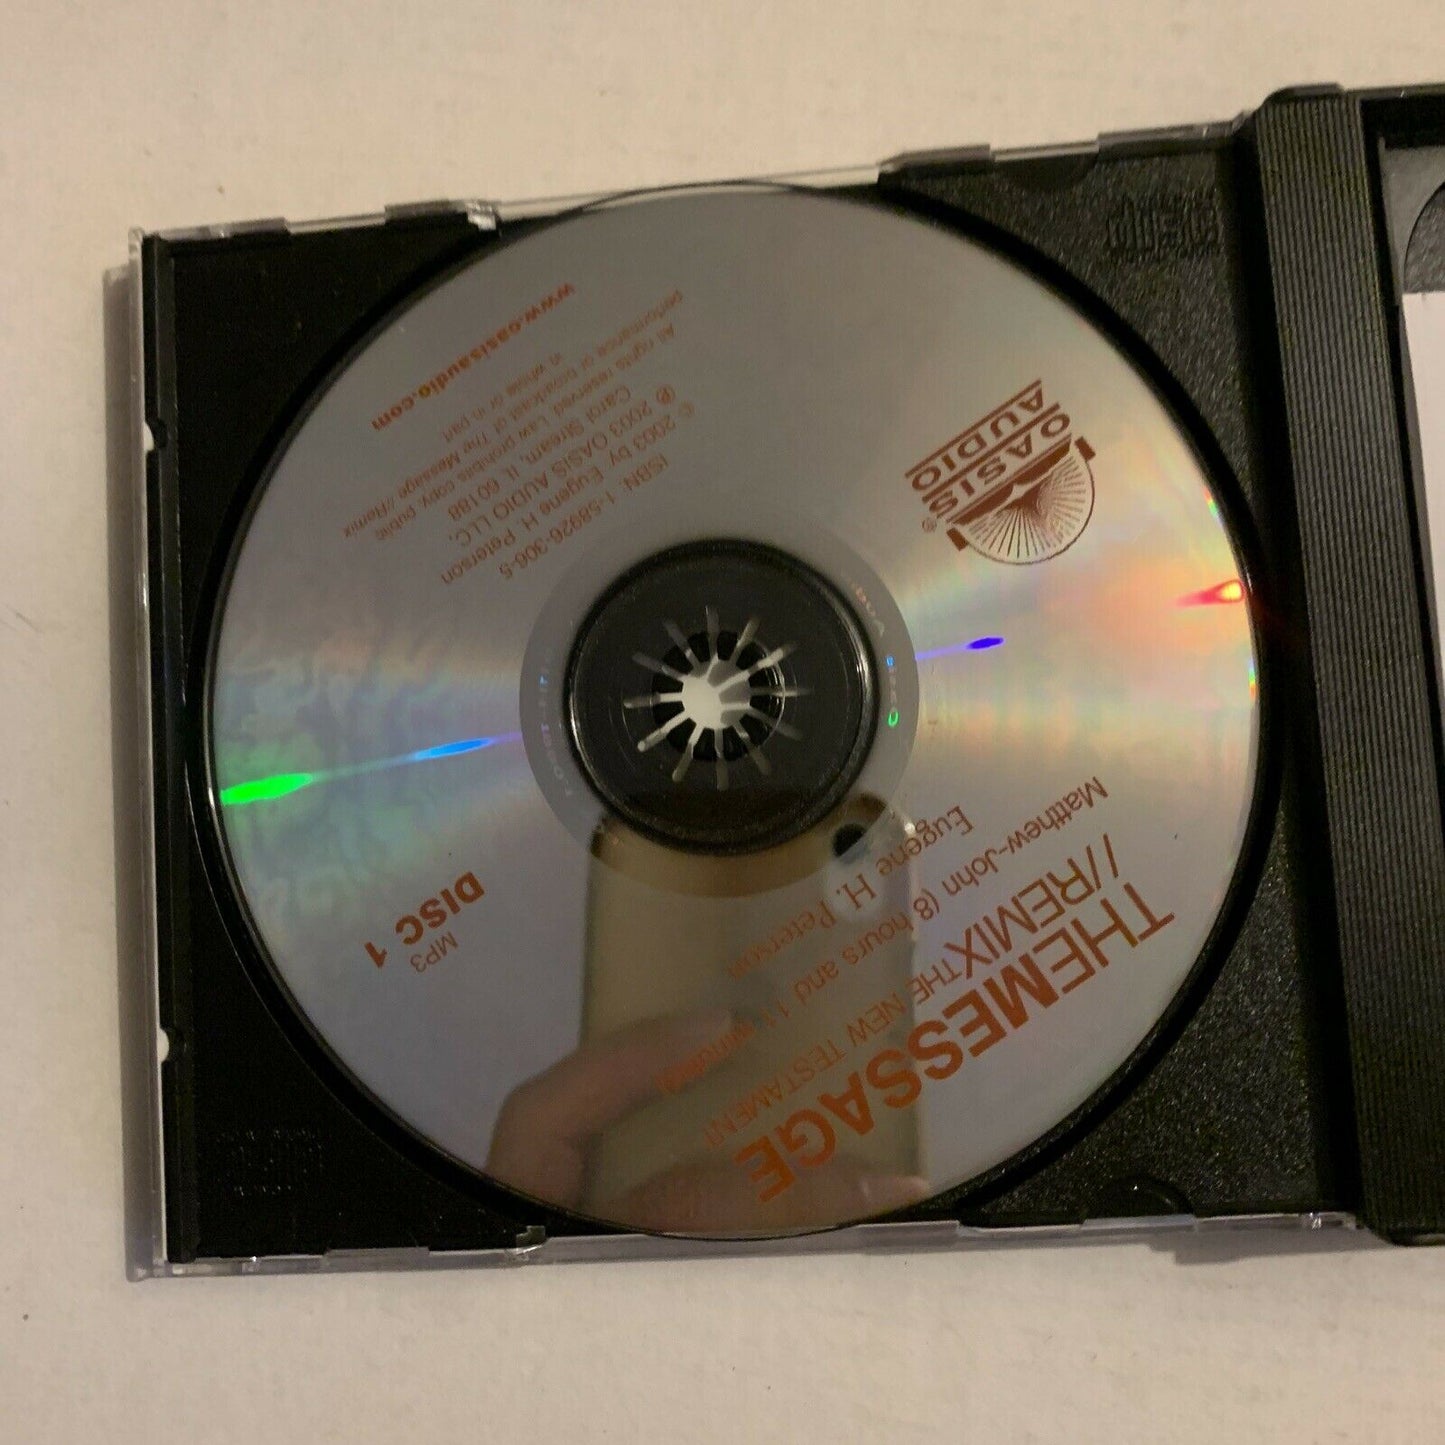 THEMESSAGE
//REMIX THE NEW TESTAMENT
Matthew-John (8 hours and 11 minutes)
Eugene H. Peterson
MP3
DISC 1
OASIS®
AUDIO
ISBN: 1-58926-306-5
© 2003 by Eugene H. Peterson
℗ 2003 OASIS AUDIO LLC.
Carol Stream, IL 60188
All rights reserved. Law prohibits copy, public
performance or broadcast of The Message //Remix
in whole or in part.
www.oasisaudio.com